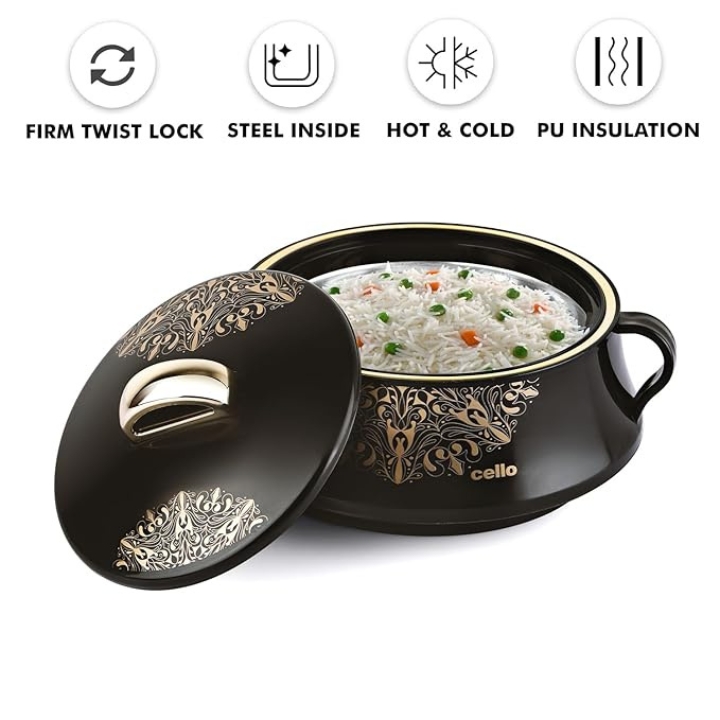 FIRM TWIST LOCK
STEEL INSIDE
HOT & COLD
PU INSULATION
cello